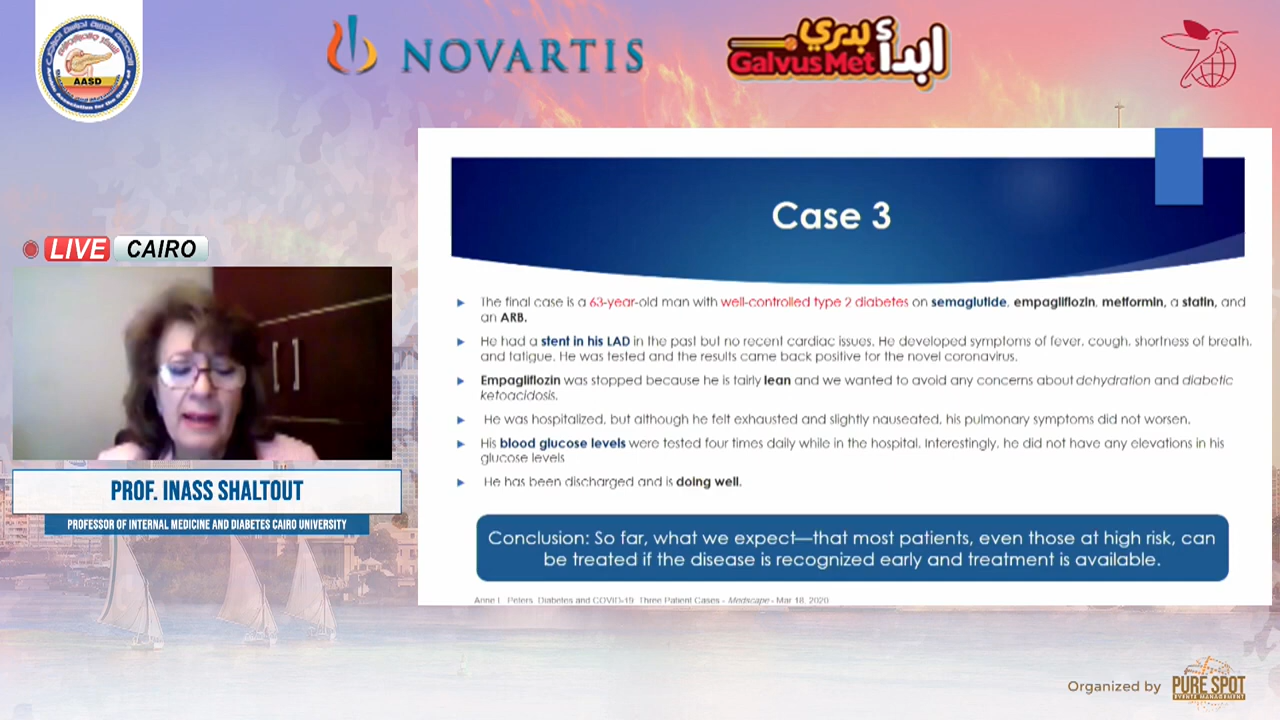 AASD
NOVARTIS
ابدأ بدري
GalvusMet
LIVE CAIRO
PROF. INASS SHALTOUT
PROFESSOR OF INTERNAL MEDICINE AND DIABETES CAIRO UNIVERSITY
Case 3
The final case is a 63-year-old man with well-controlled type 2 diabetes on semaglutide, empagliflozin, metformin, a statin, and
an ARB.
He had a stent in his LAD in the past but no recent cardiac issues. He developed symptoms of fever, cough, shortness of breath,
and fatigue. He was tested and the results came back positive for the novel coronavirus.
Empagliflozin was stopped because he is fairly lean and we wanted to avoid any concerns about dehydration and diabetic
ketoacidosis.
He was hospitalized, but although he felt exhausted and slightly nauseated, his pulmonary symptoms did not worsen.
His blood glucose levels were tested four times daily while in the hospital. Interestingly, he did not have any elevations in his
glucose levels
He has been discharged and is doing well.
Conclusion: So far, what we expect—that most patients, even those at high risk, can
be treated if the disease is recognized early and treatment is available.
Anne L. Peters. Diabetes and COVID-19: Three Patient Cases - Medscape - Mar 18, 2020
Organized by PURE SPOT
EVENTS MANAGEMENT